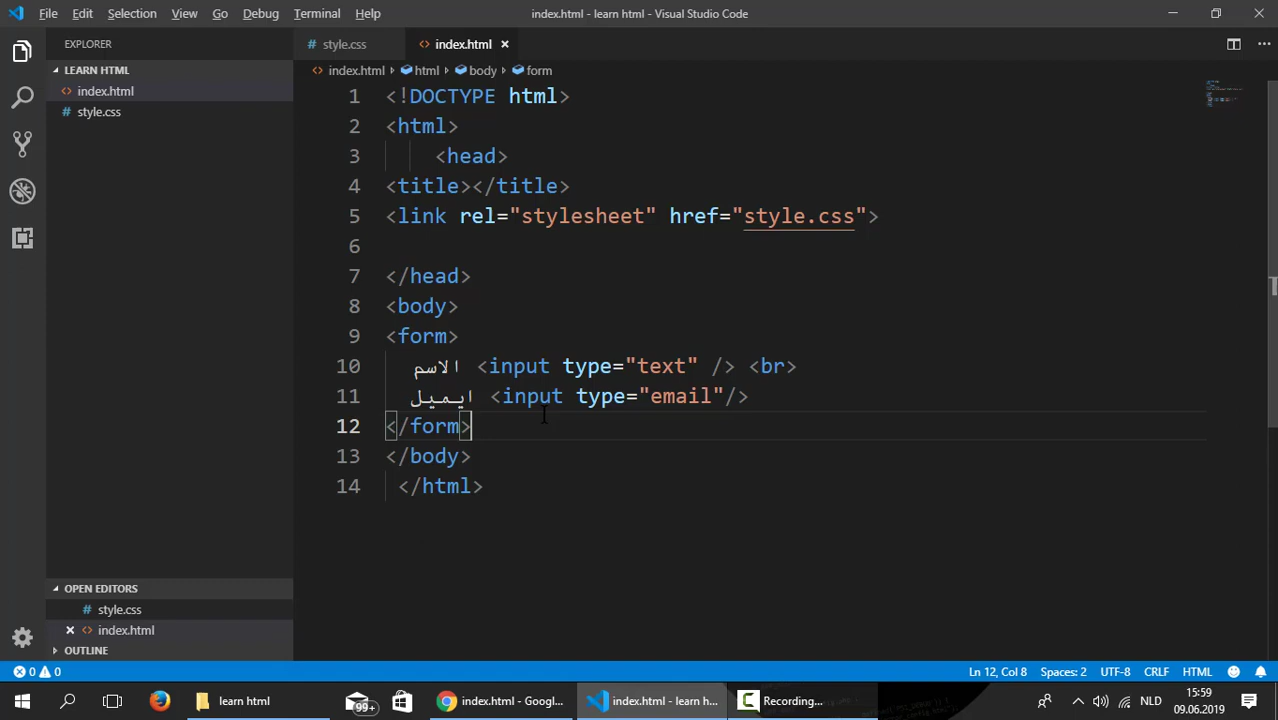 File Edit Selection View Go Debug Terminal Help
index.html - learn html - Visual Studio Code
EXPLORER
LEARN HTML
index.html
style.css
style.css
index.html
index.html html body form
1 <!DOCTYPE html>
2 <html>
3 <head>
4 <title></title>
5 <link rel="stylesheet" href="style.css">
6
7 </head>
8 <body>
9 <form>
10 الاسم <input type="text" /> <br>
11 ايميل <input type="email"/>
12 </form>
13 </body>
14 </html>
OPEN EDITORS
style.css
index.html
OUTLINE
0 0
Ln 12, Col 8 Spaces: 2 UTF-8 CRLF HTML
learn html
99+
index.html - Googl...
index.html - learn h...
Recording...
NLD
15:59
09.06.2019